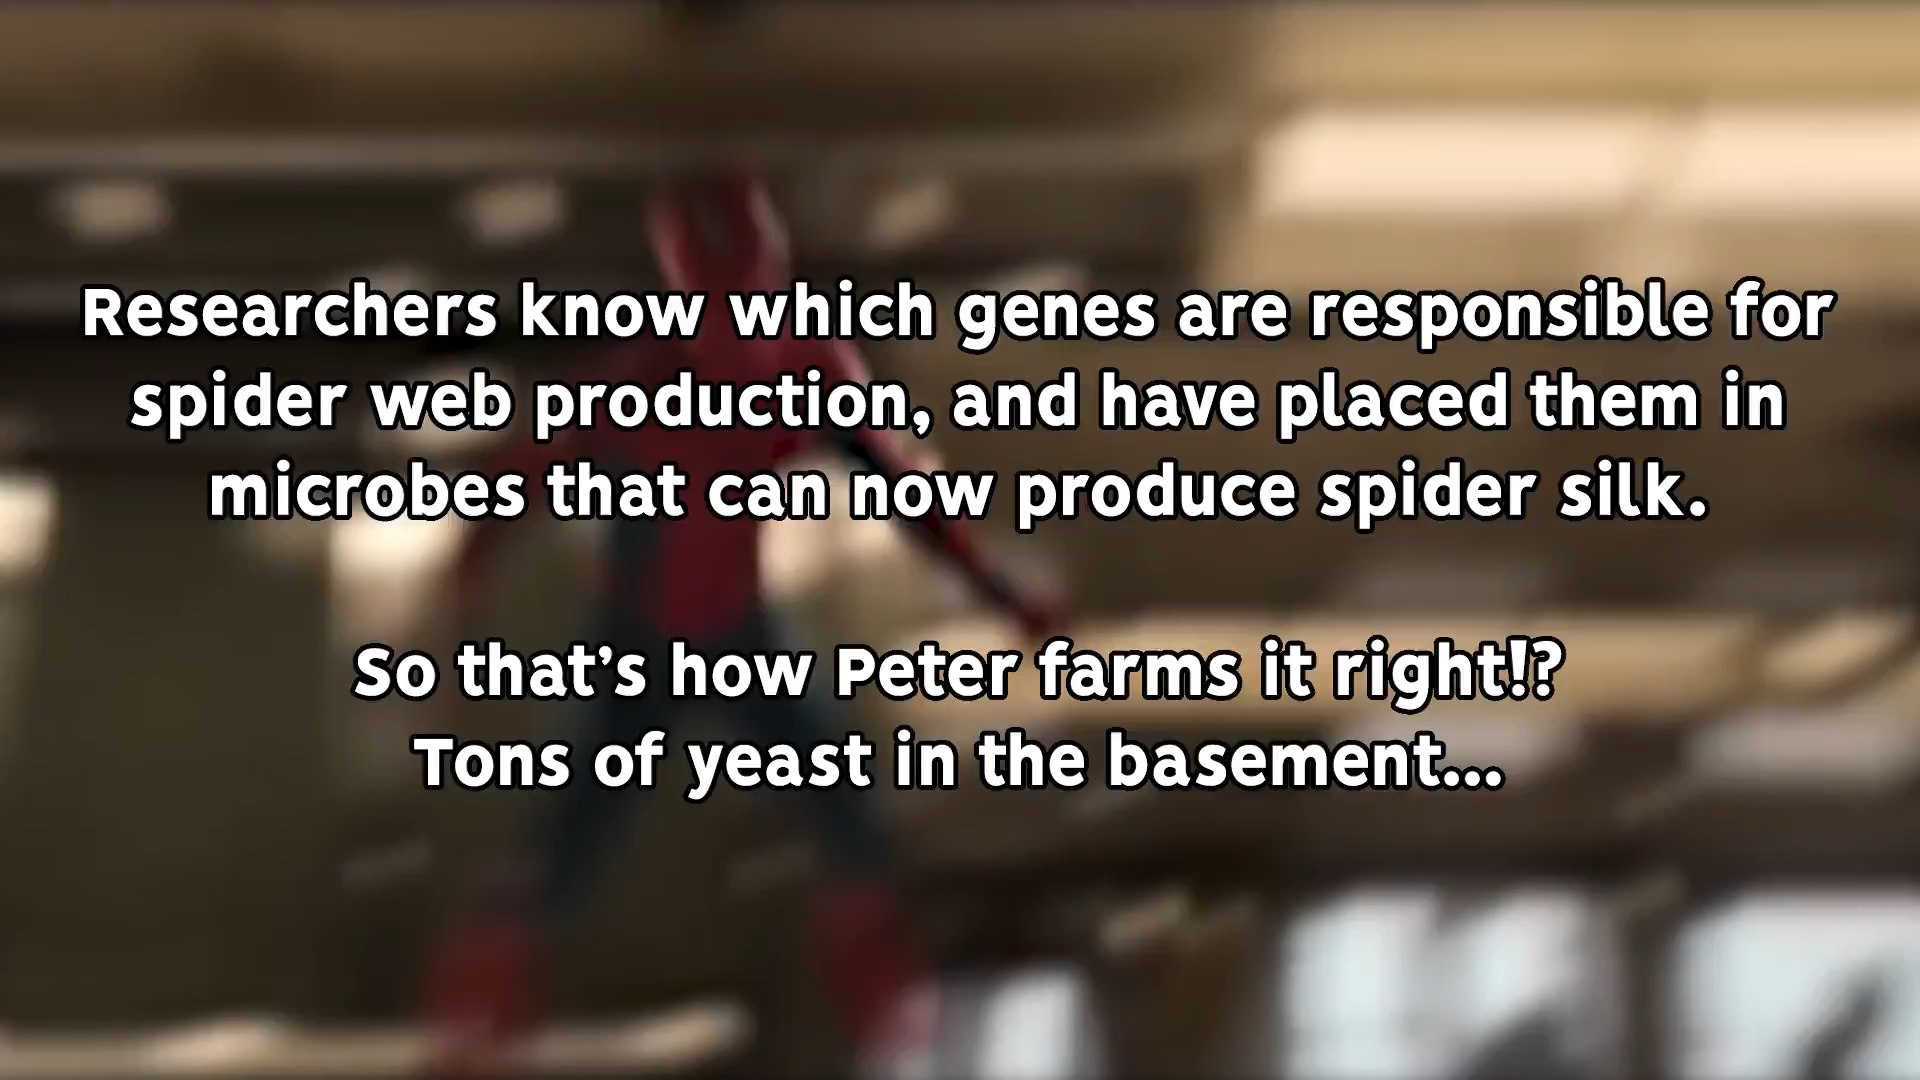 Researchers know which genes are responsible for
spider web production, and have placed them in
microbes that can now produce spider silk.
So that’s how Peter farms it right!?
Tons of yeast in the basement...